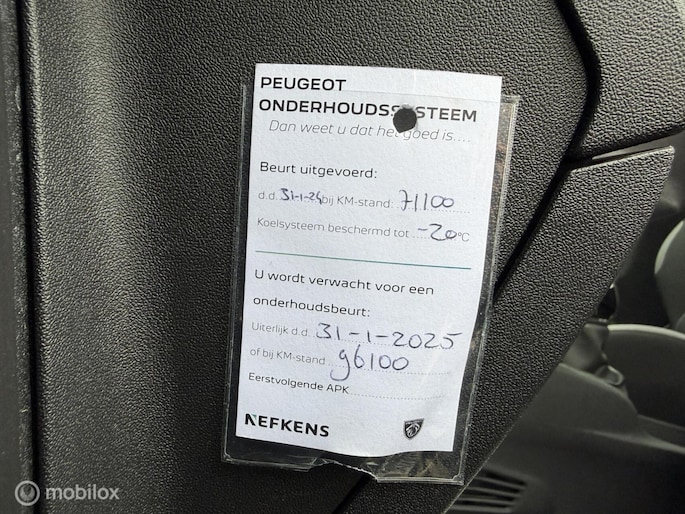 PEUGEOT
ONDERHOUDSSYSTEEM
Dan weet u dat het goed is....
Beurt uitgevoerd:
d.d. 31-1-24 bij KM-stand: 71100
Koelsysteem beschermd tot -20 °C
U wordt verwacht voor een
onderhoudsbeurt:
Uiterlijk d.d. 31-1-2025
of bij KM-stand 96100
Eerstvolgende APK
NEFKENS
mobilox